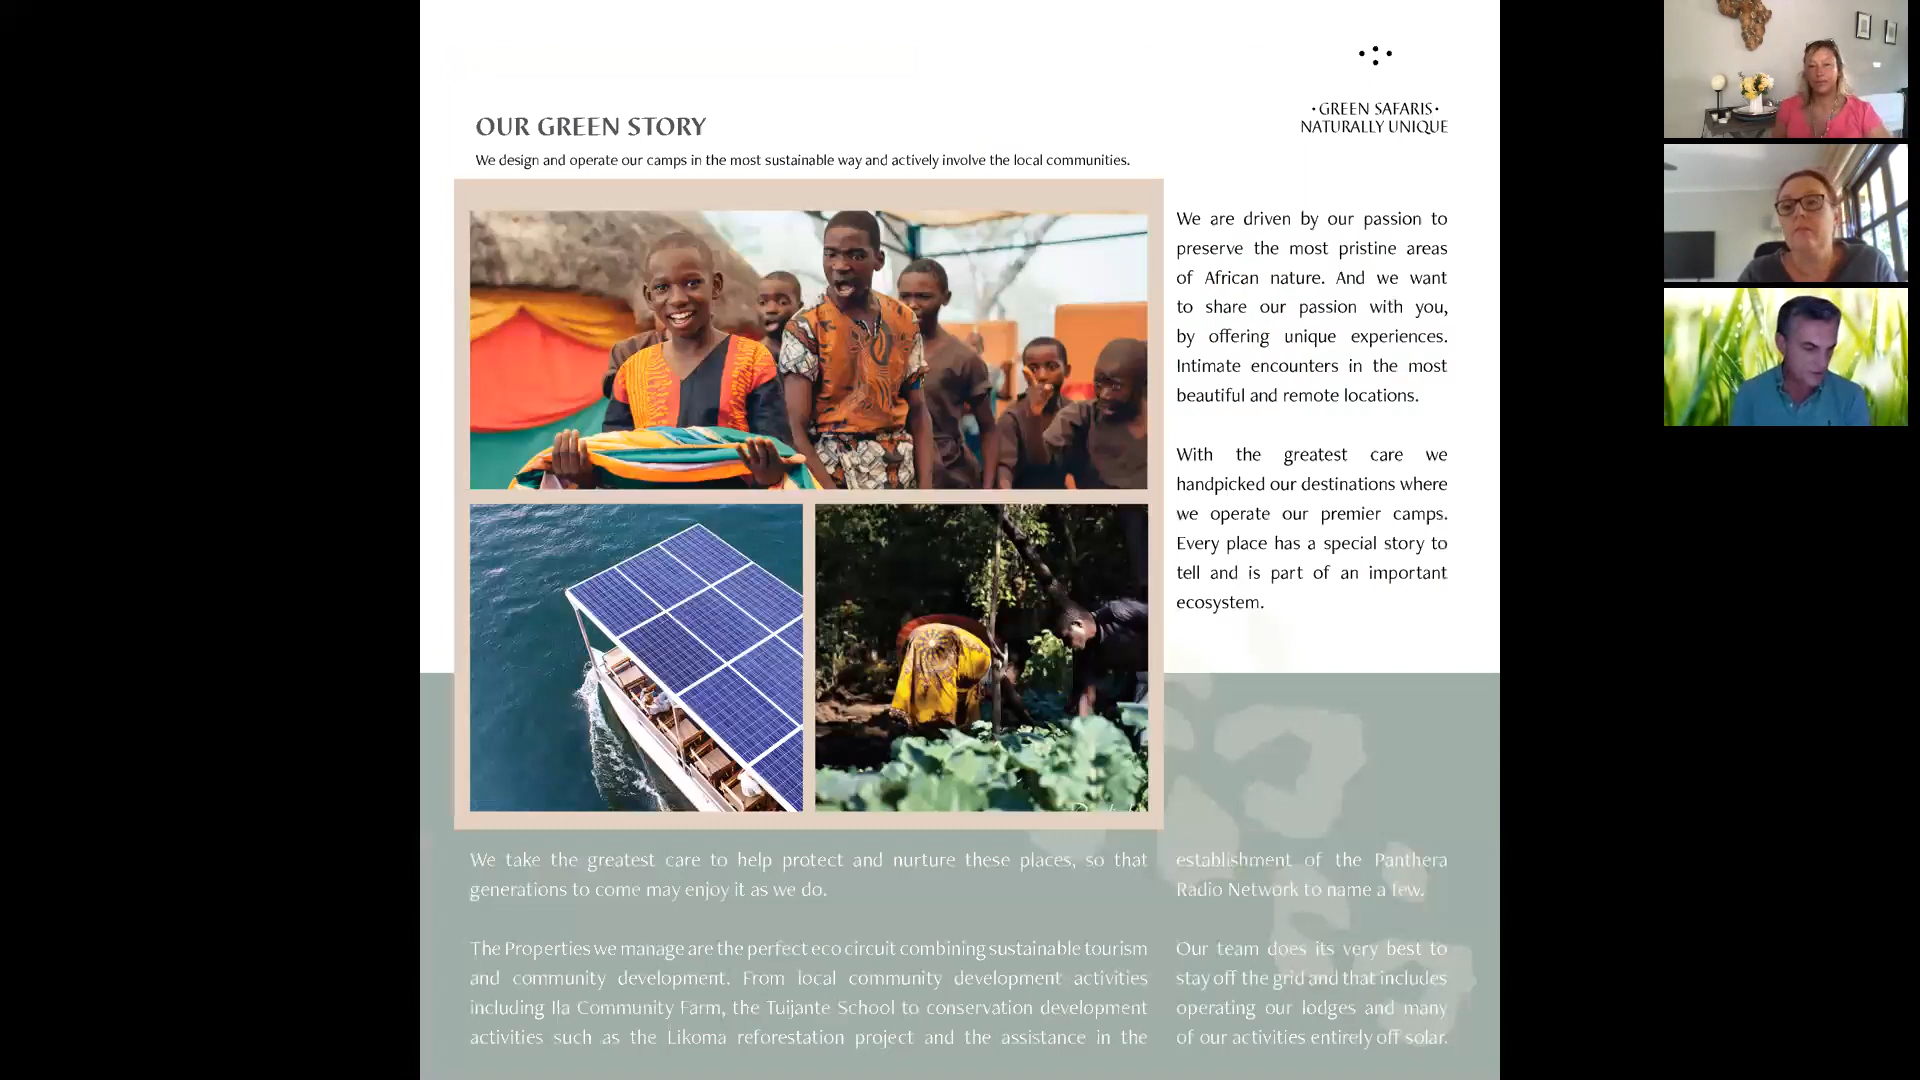 OUR GREEN STORY
We design and operate our camps in the most sustainable way and actively involve the local communities.
• GREEN SAFARIS •
NATURALLY UNIQUE
We are driven by our passion to
preserve the most pristine areas
of African nature. And we want
to share our passion with you,
by offering unique experiences.
Intimate encounters in the most
beautiful and remote locations.
With the greatest care we
handpicked our destinations where
we operate our premier camps.
Every place has a special story to
tell and is part of an important
ecosystem.
We take the greatest care to help protect and nurture these places, so that
generations to come may enjoy it as we do.
The Properties we manage are the perfect eco circuit combining sustainable tourism
and community development. From local community development activities
including Ila Community Farm, the Tuijante School to conservation development
activities such as the Likoma reforestation project and the assistance in the
establishment of the Panthera
Radio Network to name a few.
Our team does its very best to
stay off the grid and that includes
operating our lodges and many
of our activities entirely off solar.